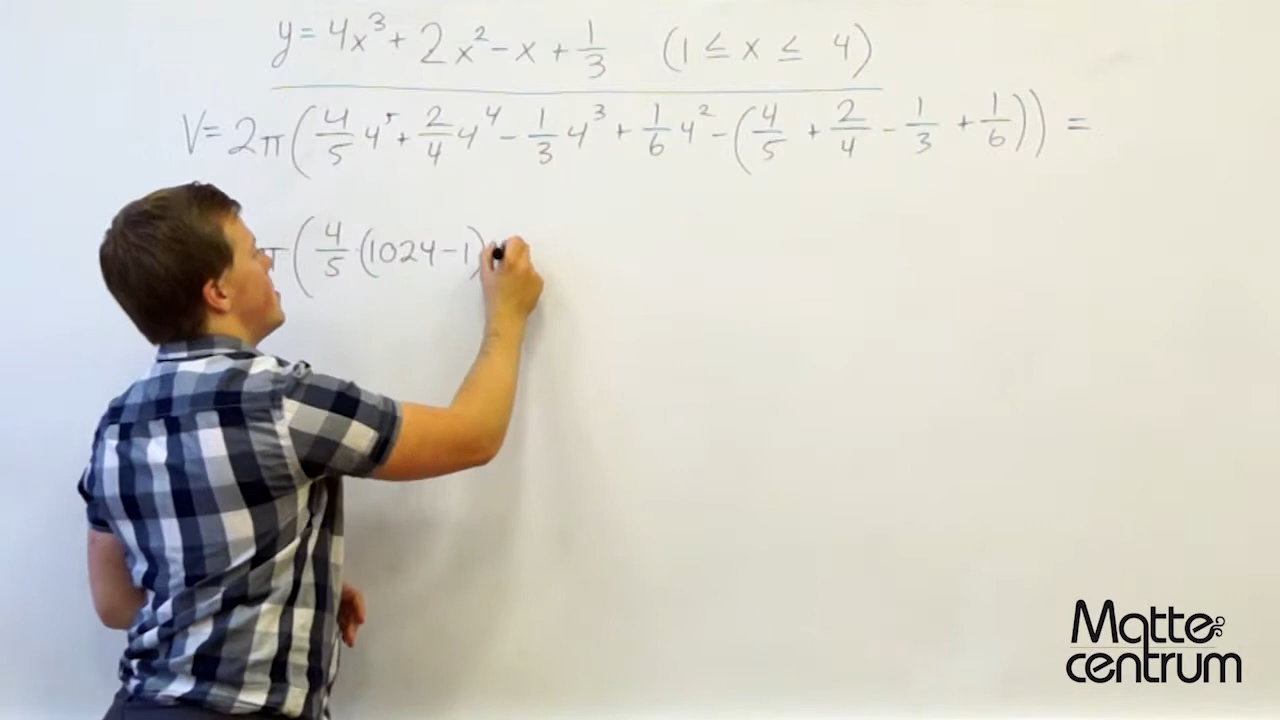 y = 4x³ + 2x² - x + 1/3 (1 ≤ x ≤ 4)
V = 2π(4/5 4⁵ + 2/4 4⁴ - 1/3 4³ + 1/6 4² - (4/5 + 2/4 - 1/3 + 1/6)) =
π(4/5 · (1024 - 1)
Matte
centrum